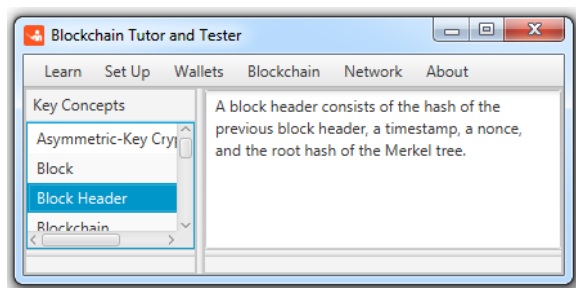 Blockchain Tutor and Tester
Learn Set Up Wallets Blockchain Network About
Key Concepts
Asymmetric-Key Cry
Block
Block Header
Blockchain
A block header consists of the hash of the
previous block header, a timestamp, a nonce,
and the root hash of the Merkel tree.